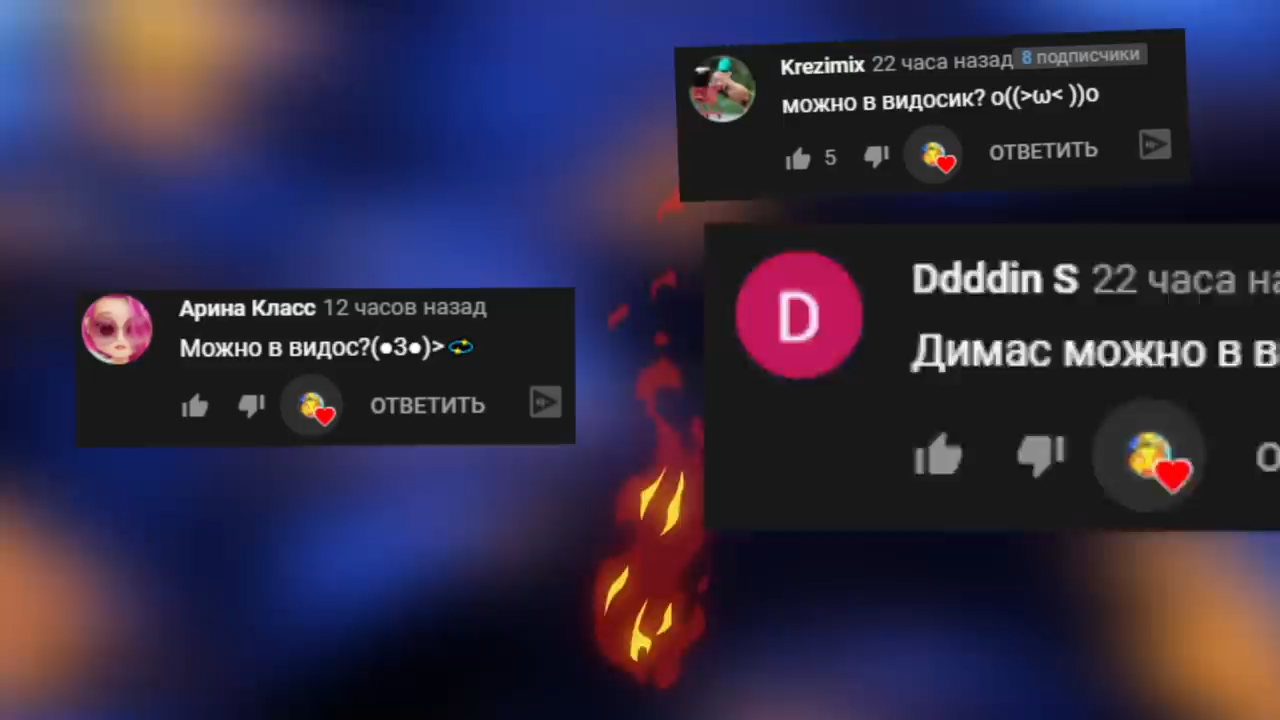 Krezimix 22 часа назад 8 подписчики
можно в видосик? o((>ω< ))o
5 ОТВЕТИТЬ
Арина Класс 12 часов назад
Можно в видос?(●3●)>
ОТВЕТИТЬ
D
Ddddin S 22 часа на
Димас можно в в
О